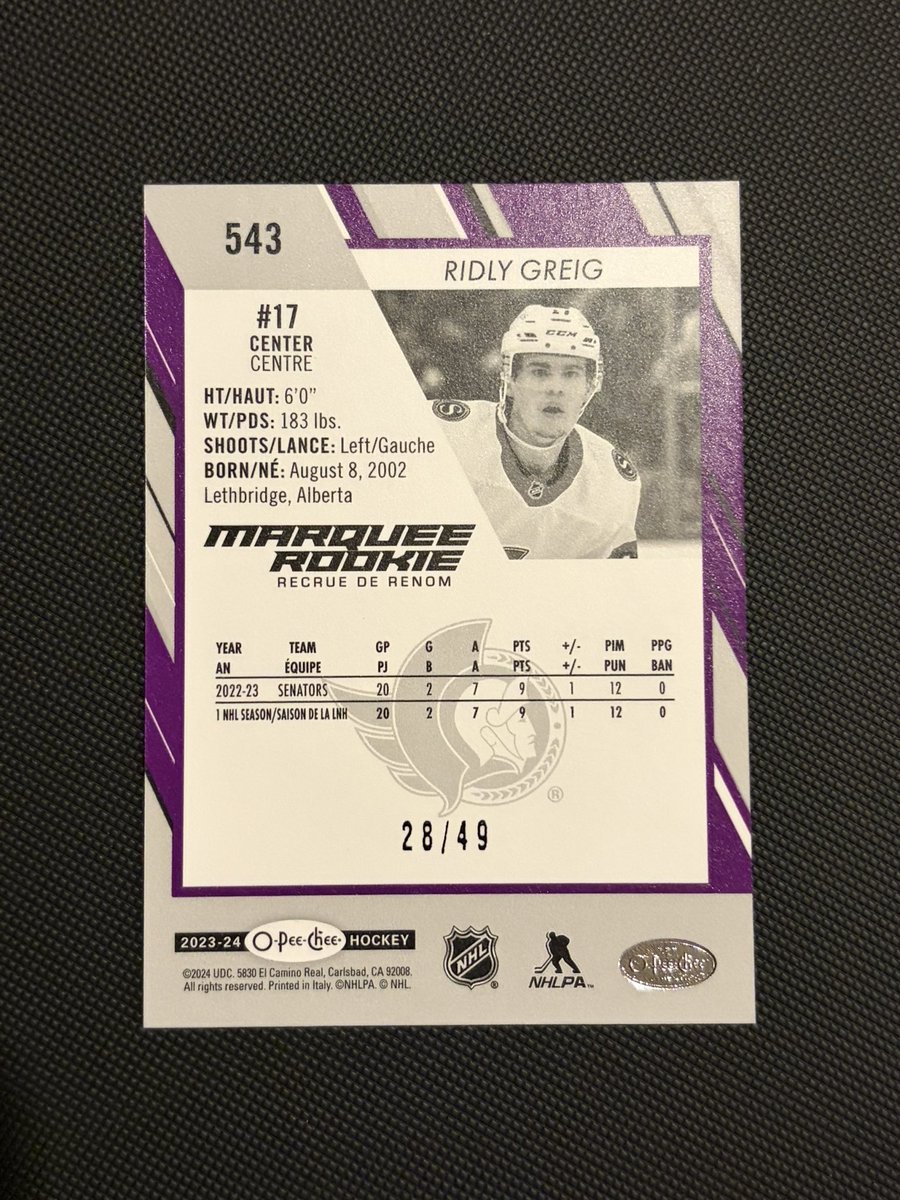 543
RIDLY GREIG
#17
CENTER
CENTRE
HT/HAUT: 6'0"
WT/PDS: 183 lbs.
SHOOTS/LANCE: Left/Gauche
BORN/NÉ: August 8, 2002
Lethbridge, Alberta
CCM
MARQUEE
ROOKIE
RECRUE DE RENOM
YEAR TEAM GP G A PTS +/- PIM PPG
AN ÉQUIPE PJ B A PTS +/- PUN BAN
2022-23 SENATORS 20 2 7 9 1 12 0
1 NHL SEASON/SAISON DE LA LNH 20 2 7 9 1 12 0
®
28/49
2023-24 O-Pee-Chee HOCKEY
©2024 UDC. 5830 El Camino Real, Carlsbad, CA 92008.
All rights reserved. Printed in Italy. ©NHLPA. © NHL.
NHL ®
NHLPA™
O-Pee-Chee